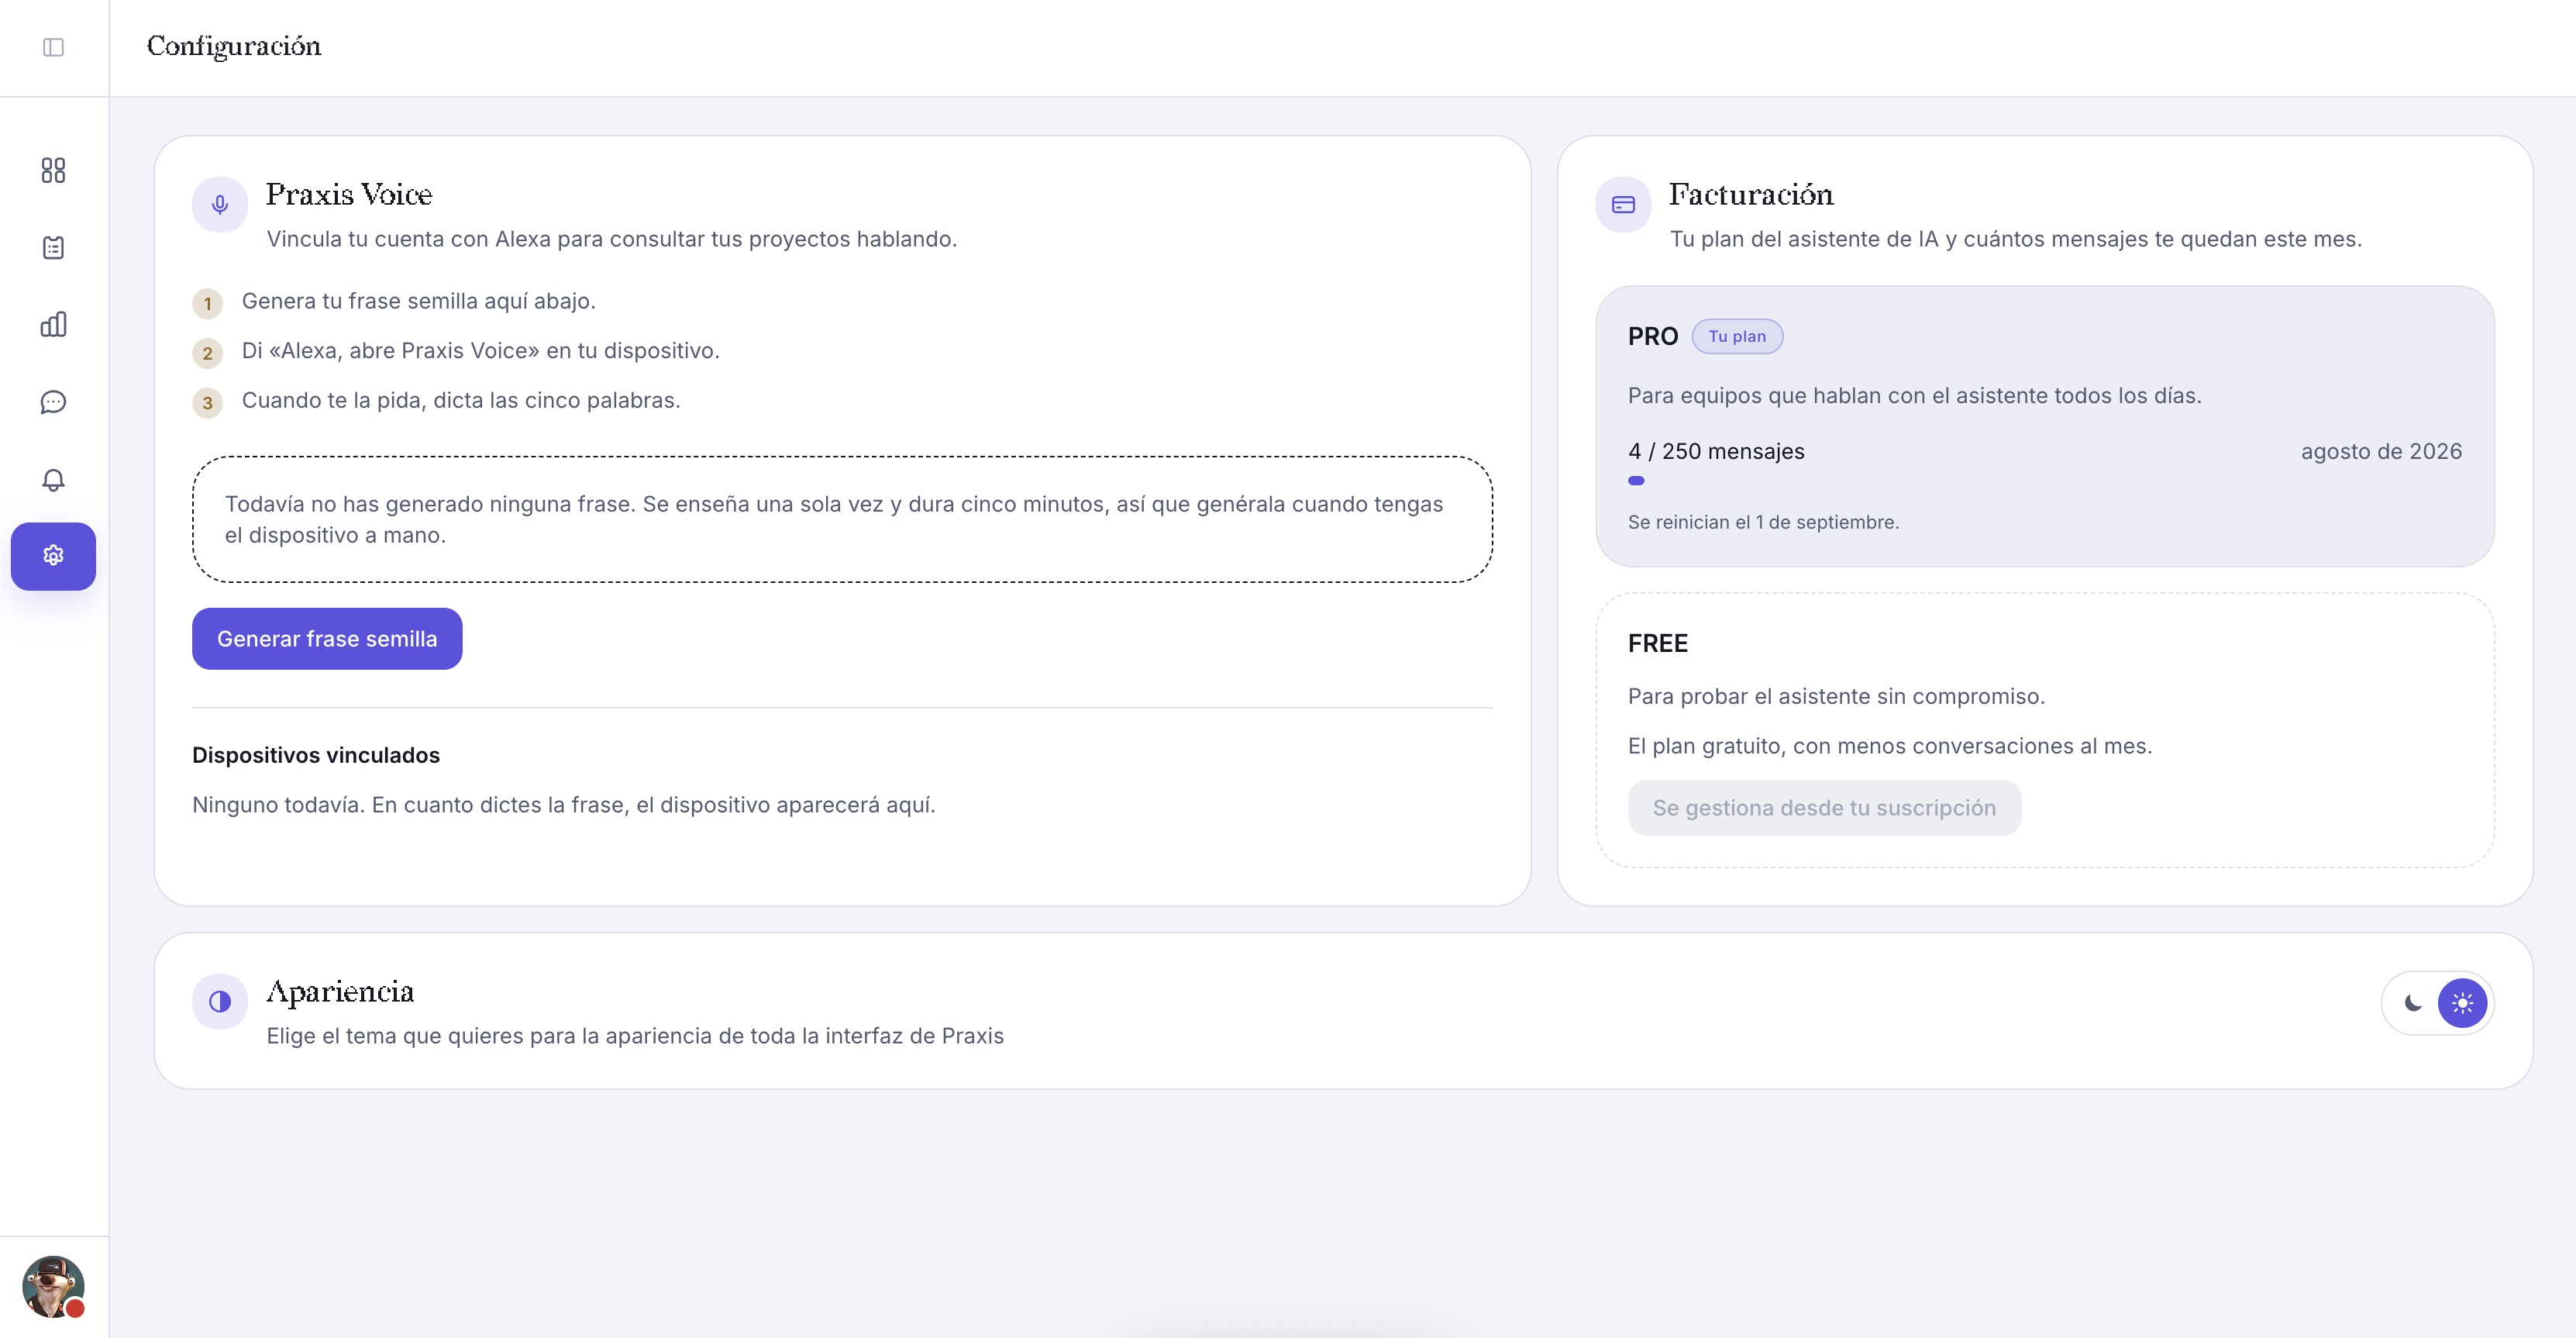 Configuración
Praxis Voice
Vincula tu cuenta con Alexa para consultar tus proyectos hablando.
1 Genera tu frase semilla aquí abajo.
2 Di «Alexa, abre Praxis Voice» en tu dispositivo.
3 Cuando te la pida, dicta las cinco palabras.
Todavía no has generado ninguna frase. Se enseña una sola vez y dura cinco minutos, así que genérala cuando tengas
el dispositivo a mano.
Generar frase semilla
Dispositivos vinculados
Ninguno todavía. En cuanto dictes la frase, el dispositivo aparecerá aquí.
Facturación
Tu plan del asistente de IA y cuántos mensajes te quedan este mes.
PRO Tu plan
Para equipos que hablan con el asistente todos los días.
4 / 250 mensajes agosto de 2026
Se reinician el 1 de septiembre.
FREE
Para probar el asistente sin compromiso.
El plan gratuito, con menos conversaciones al mes.
Se gestiona desde tu suscripción
Apariencia
Elige el tema que quieres para la apariencia de toda la interfaz de Praxis